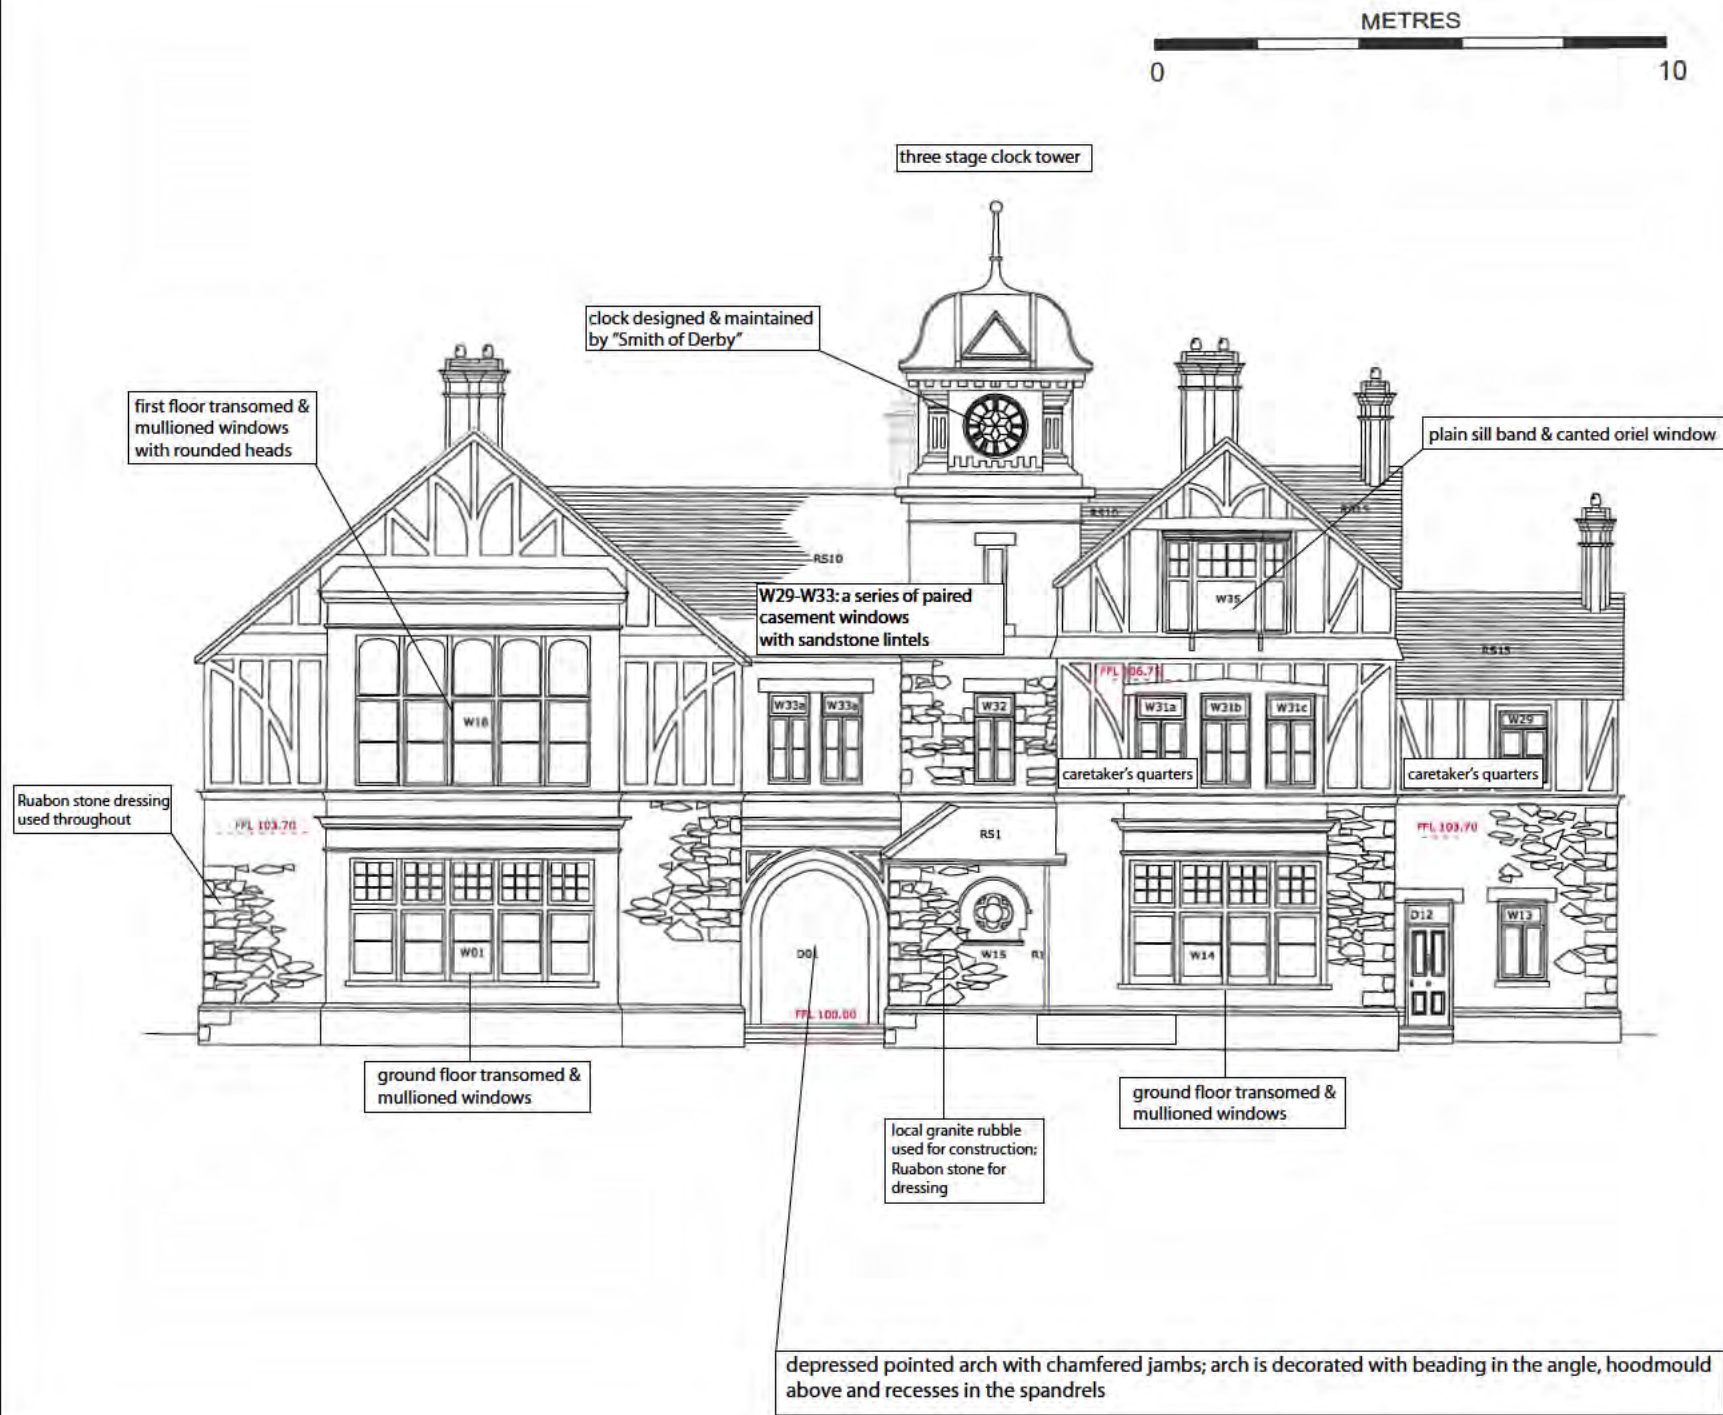 METRES
0 10
three stage clock tower
clock designed & maintained
by "Smith of Derby"
first floor transomed &
mullioned windows
with rounded heads
plain sill band & canted oriel window
RS10
RS10
RS15
W29-W33: a series of paired
casement windows
with sandstone lintels
W35
RS15
FFL 106.75
W18
W33a
W33a
W32
W31a
W31b
W31c
W29
caretaker's quarters
caretaker's quarters
Ruabon stone dressing
used throughout
FFL 103.70
RS1
FFL 103.70
W01
D01
W15
R1
W14
D12
W13
FFL 100.00
ground floor transomed &
mullioned windows
ground floor transomed &
mullioned windows
local granite rubble
used for construction;
Ruabon stone for
dressing
depressed pointed arch with chamfered jambs; arch is decorated with beading in the angle, hoodmould
above and recesses in the spandrels